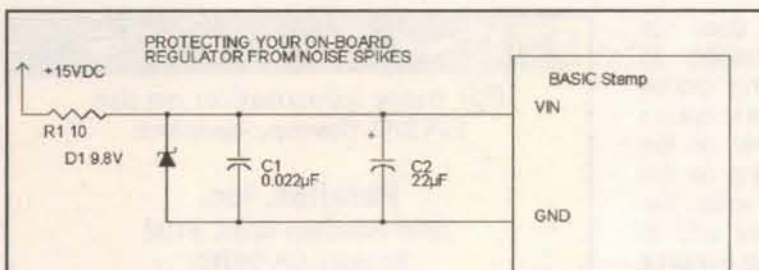 PROTECTING YOUR ON-BOARD
REGULATOR FROM NOISE SPIKES
+15VDC
BASIC Stamp
VIN
R1 10
D1 9.8V
C1
0.022µF
+
C2
22µF
GND